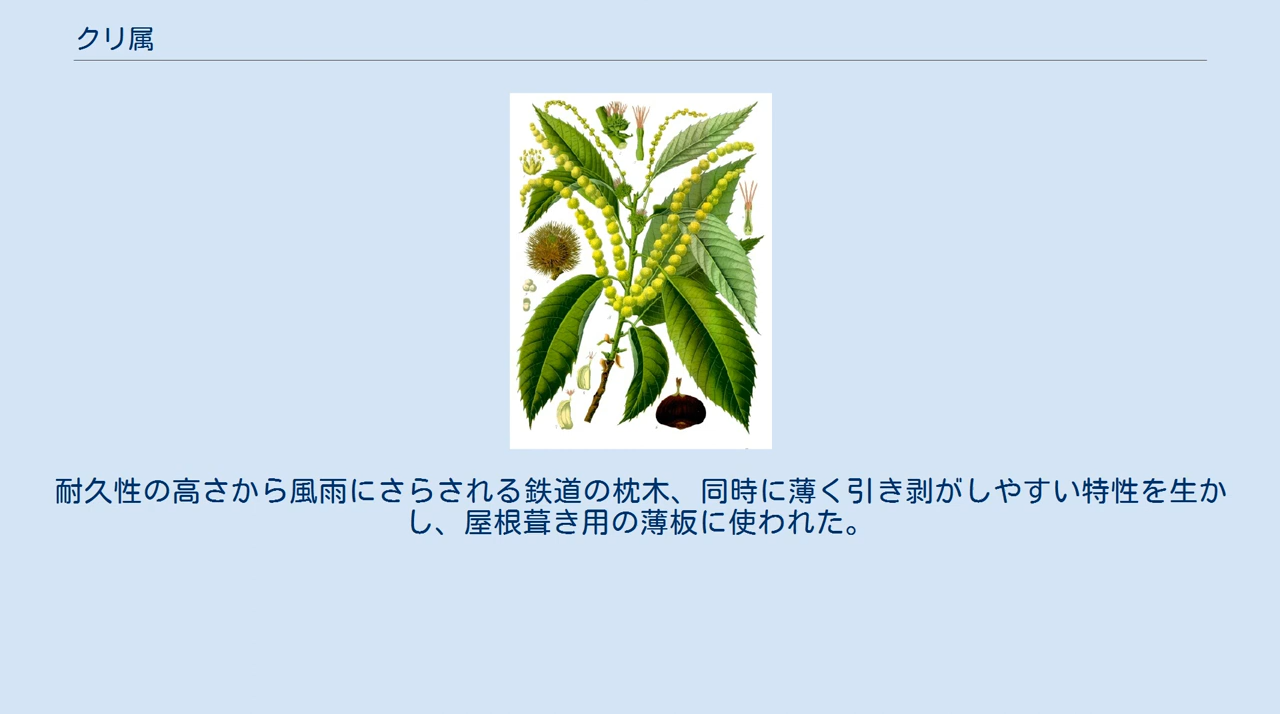 クリ属
耐久性の高さから風雨にさらされる鉄道の枕木、同時に薄く引き剥がしやすい特性を生か
し、屋根葺き用の薄板に使われた。